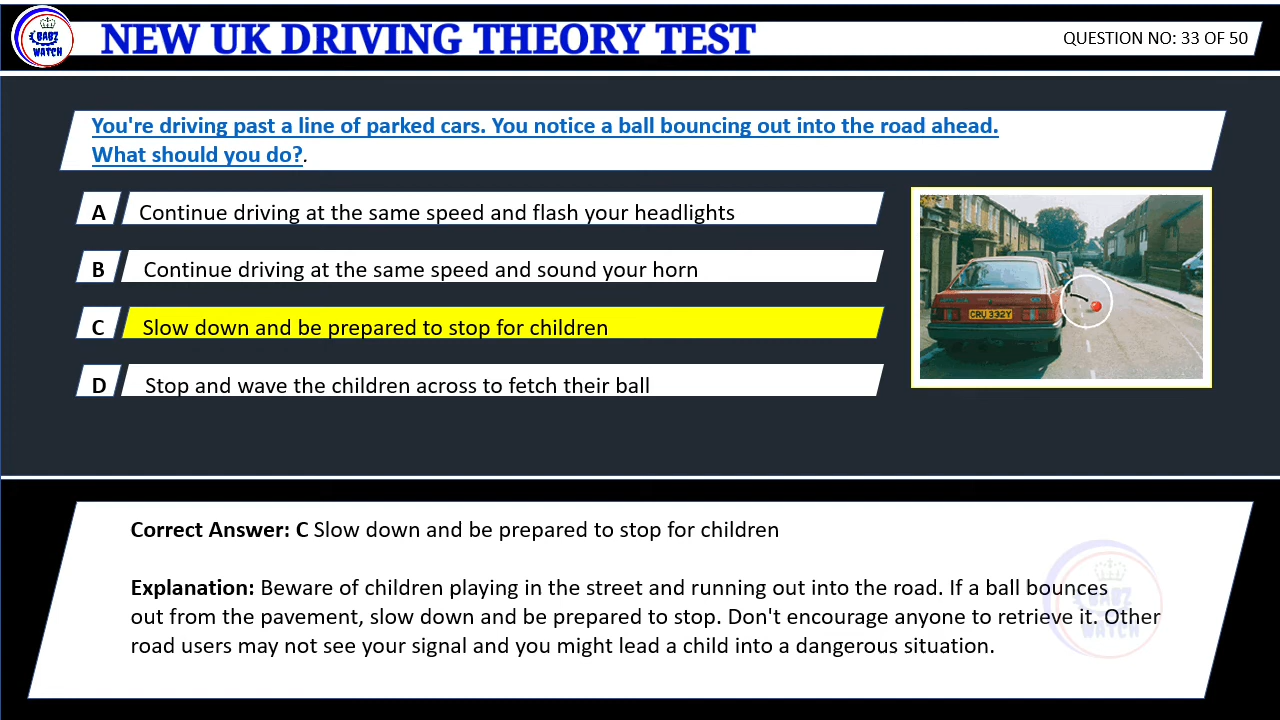 BABZ
WATCH
NEW UK DRIVING THEORY TEST
QUESTION NO: 33 OF 50
You're driving past a line of parked cars. You notice a ball bouncing out into the road ahead.
What should you do?.
A Continue driving at the same speed and flash your headlights
B Continue driving at the same speed and sound your horn
C Slow down and be prepared to stop for children
D Stop and wave the children across to fetch their ball
CRU 332Y
Correct Answer: C Slow down and be prepared to stop for children
Explanation: Beware of children playing in the street and running out into the road. If a ball bounces
out from the pavement, slow down and be prepared to stop. Don't encourage anyone to retrieve it. Other
road users may not see your signal and you might lead a child into a dangerous situation.
BABZ
WATCH